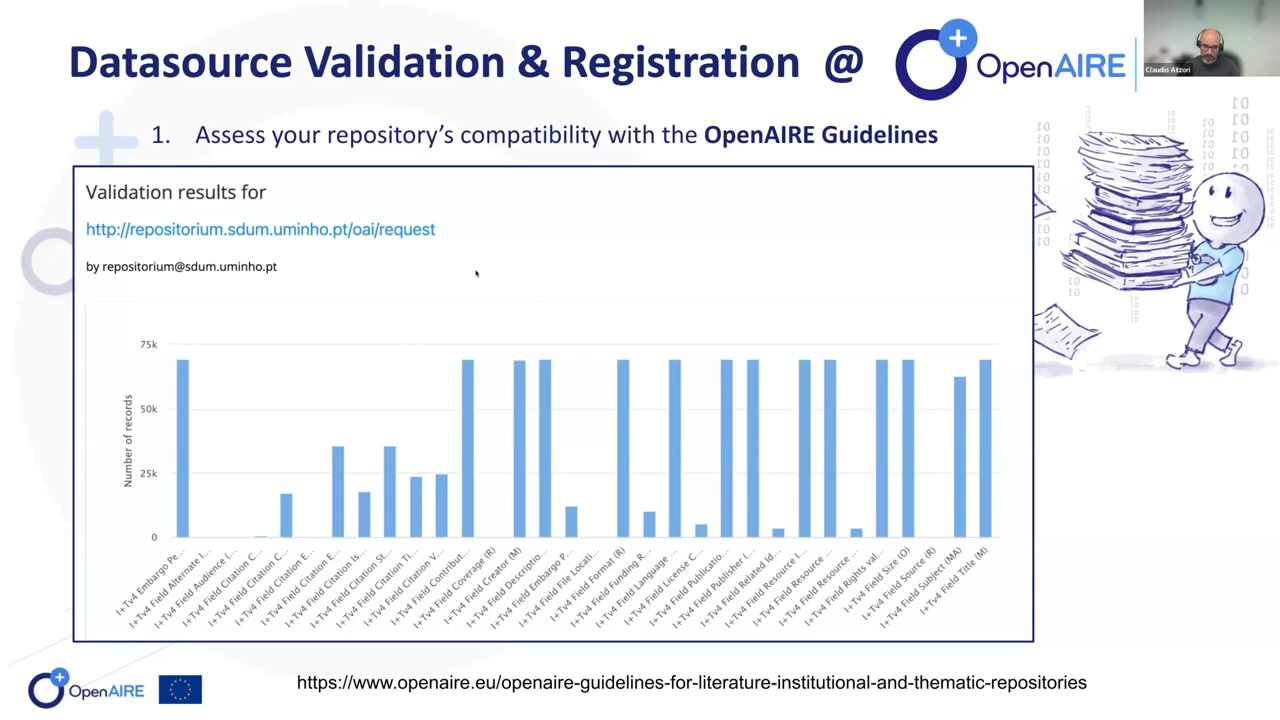 Datasource Validation & Registration @
OpenAIRE
Claudio Atzori
1. Assess your repository's compatibility with the OpenAIRE Guidelines
Validation results for
http://repositorium.sdum.uminho.pt/oai/request
by repositorium@sdum.uminho.pt
75k
50k
25k
0
Number of records
I+Tv4 Embargo Pe...
I+Tv4 Field Alternate I...
I+Tv4 Field Audience (...
I+Tv4 Field Citation C...
I+Tv4 Field Citation C...
I+Tv4 Field Citation E...
I+Tv4 Field Citation E...
I+Tv4 Field Citation Is...
I+Tv4 Field Citation St...
I+Tv4 Field Citation Ti...
I+Tv4 Field Citation V...
I+Tv4 Field Contribut...
I+Tv4 Field Coverage (R)
I+Tv4 Field Creator (M)
I+Tv4 Field Descriptio...
I+Tv4 Field Embargo P...
I+Tv4 Field File Locati...
I+Tv4 Field Format (R)
I+Tv4 Field Funding R...
I+Tv4 Field Language ...
I+Tv4 Field License C...
I+Tv4 Field Publicatio...
I+Tv4 Field Publisher (...
I+Tv4 Field Related Id...
I+Tv4 Field Resource I...
I+Tv4 Field Resource ...
I+Tv4 Field Resource ...
I+Tv4 Field Rights val...
I+Tv4 Field Size (O)
I+Tv4 Field Source (R)
I+Tv4 Field Subject (MA)
I+Tv4 Field Title (M)
OpenAIRE
https://www.openaire.eu/openaire-guidelines-for-literature-institutional-and-thematic-repositories